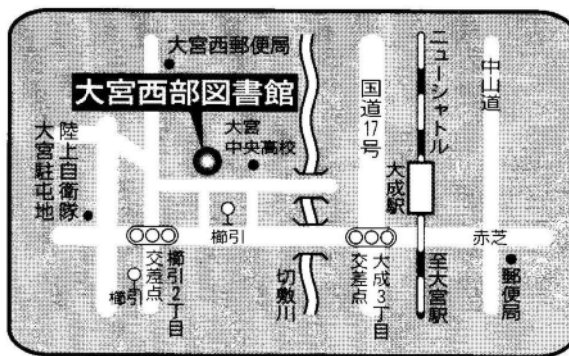 大宮西郵便局
大宮西部図書館
大宮
中央高校
陸上自衛隊
大宮駐屯地
櫛引
櫛引
櫛引2丁目
交差点
切敷川
国道17号
大成3丁目
交差点
ニューシャトル
大成駅
至大宮駅
中山道
赤芝
郵便局